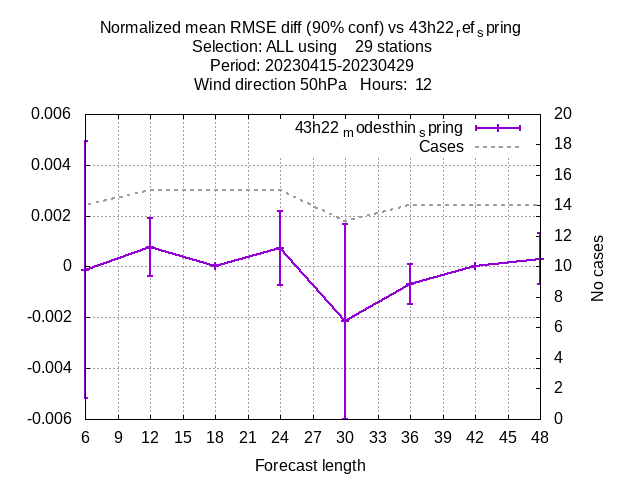 Normalized mean RMSE diff (90% conf) vs 43h22refspring
Selection: ALL using 29 stations
Period: 20230415-20230429
Wind direction 50hPa Hours: 12
43h22modesthinspring
Cases
0.006
0.004
0.002
0
-0.002
-0.004
-0.006
20
18
16
14
12
10
8
6
4
2
0
No cases
6 9 12 15 18 21 24 27 30 33 36 39 42 45 48
Forecast length